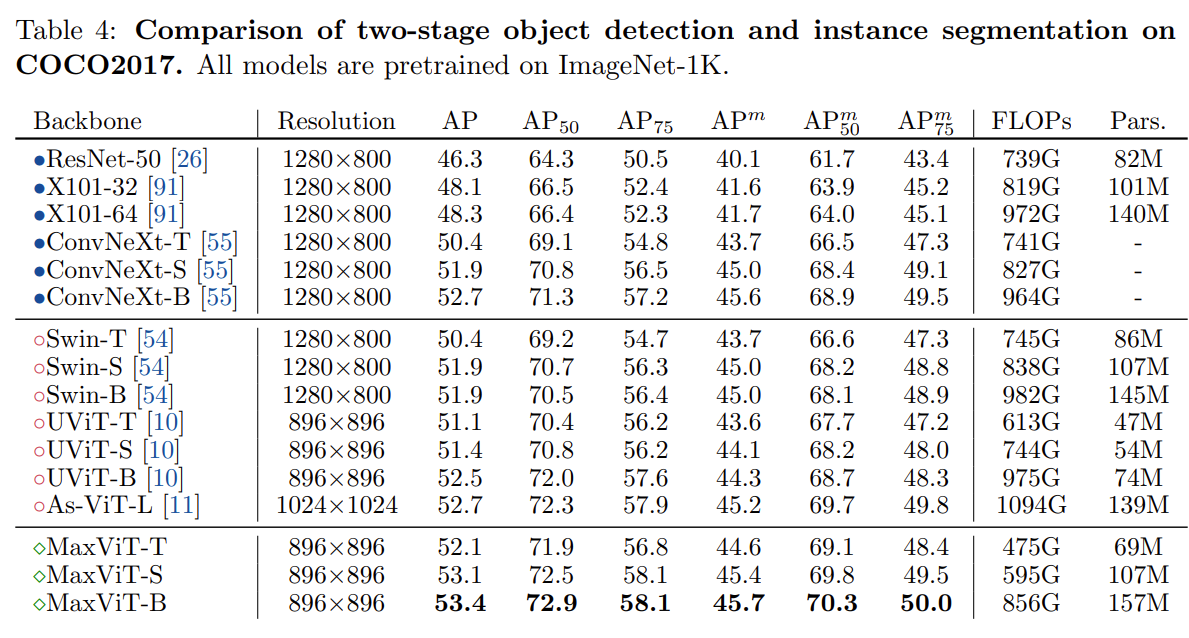 Table 4: Comparison of two-stage object detection and instance segmentation on
COCO2017. All models are pretrained on ImageNet-1K.
Backbone Resolution AP AP50 AP75 APm APm50 APm75 FLOPs Pars.
●ResNet-50 [26] 1280×800 46.3 64.3 50.5 40.1 61.7 43.4 739G 82M
●X101-32 [91] 1280×800 48.1 66.5 52.4 41.6 63.9 45.2 819G 101M
●X101-64 [91] 1280×800 48.3 66.4 52.3 41.7 64.0 45.1 972G 140M
●ConvNeXt-T [55] 1280×800 50.4 69.1 54.8 43.7 66.5 47.3 741G -
●ConvNeXt-S [55] 1280×800 51.9 70.8 56.5 45.0 68.4 49.1 827G -
●ConvNeXt-B [55] 1280×800 52.7 71.3 57.2 45.6 68.9 49.5 964G -
○Swin-T [54] 1280×800 50.4 69.2 54.7 43.7 66.6 47.3 745G 86M
○Swin-S [54] 1280×800 51.9 70.7 56.3 45.0 68.2 48.8 838G 107M
○Swin-B [54] 1280×800 51.9 70.5 56.4 45.0 68.1 48.9 982G 145M
○UViT-T [10] 896×896 51.1 70.4 56.2 43.6 67.7 47.2 613G 47M
○UViT-S [10] 896×896 51.4 70.8 56.2 44.1 68.2 48.0 744G 54M
○UViT-B [10] 896×896 52.5 72.0 57.6 44.3 68.7 48.3 975G 74M
○As-ViT-L [11] 1024×1024 52.7 72.3 57.9 45.2 69.7 49.8 1094G 139M
◇MaxViT-T 896×896 52.1 71.9 56.8 44.6 69.1 48.4 475G 69M
◇MaxViT-S 896×896 53.1 72.5 58.1 45.4 69.8 49.5 595G 107M
◇MaxViT-B 896×896 53.4 72.9 58.1 45.7 70.3 50.0 856G 157M